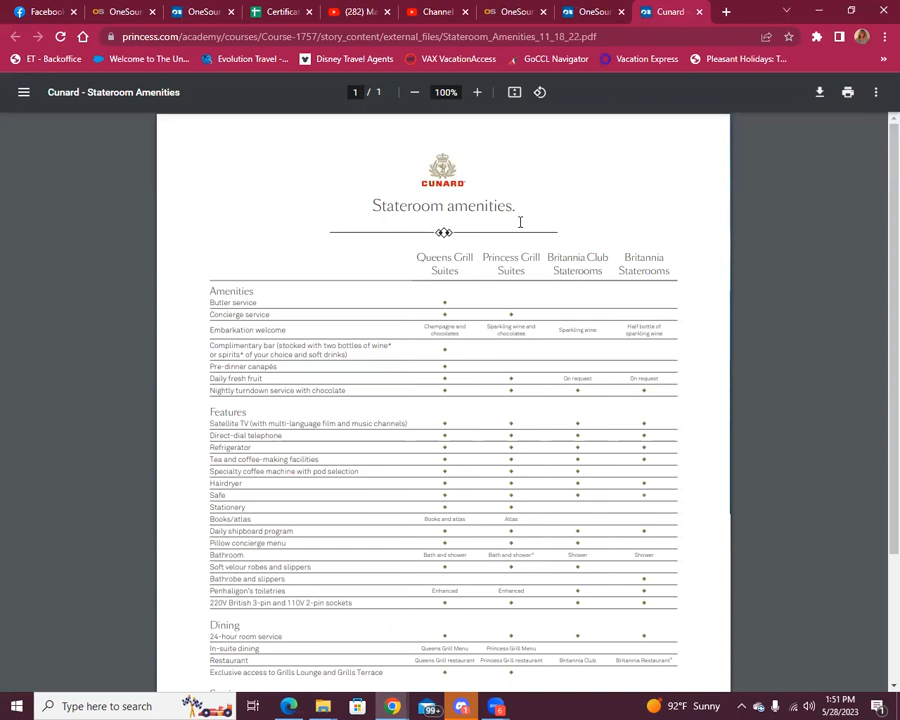 Facebook
OneSour
OneSour
Certificat
(282) Ma
Channel
OneSour
OneSour
Cunard -
princess.com/academy/courses/Course-1757/story_content/external_files/Stateroom_Amenities_11_18_22.pdf
ET - Backoffice
Welcome to The Un...
Evolution Travel -...
Disney Travel Agents
VAX VacationAccess
GoCCL Navigator
Vacation Express
Pleasant Holidays: T...
Cunard - Stateroom Amenities
1 / 1
100%
CUNARD
Stateroom amenities.
Queens Grill Suites
Princess Grill Suites
Britannia Club Staterooms
Britannia Staterooms
Amenities
Butler service
Concierge service
Embarkation welcome Champagne and chocolates Sparkling wine and chocolates Sparkling wine Half bottle of sparkling wine
Complimentary bar (stocked with two bottles of wine*
or spirits* of your choice and soft drinks)
Pre-dinner canapés
Daily fresh fruit On request On request
Nightly turndown service with chocolate
Features
Satellite TV (with multi-language film and music channels)
Direct-dial telephone
Refrigerator
Tea and coffee-making facilities
Specialty coffee machine with pod selection
Hairdryer
Safe
Stationery
Books/atlas Books and atlas Atlas
Daily shipboard program
Pillow concierge menu
Bathroom Bath and shower Bath and shower^ Shower Shower
Soft velour robes and slippers
Bathrobe and slippers
Penhaligon's toiletries Enhanced Enhanced
220V British 3-pin and 110V 2-pin sockets
Dining
24-hour room service
In-suite dining Queens Grill Menu Princess Grill Menu
Restaurant Queens Grill restaurant Princess Grill restaurant Britannia Club Britannia Restaurant
Exclusive access to Grills Lounge and Grills Terrace
Type here to search
99+
1
6
92°F Sunny
1:51 PM
5/28/2023